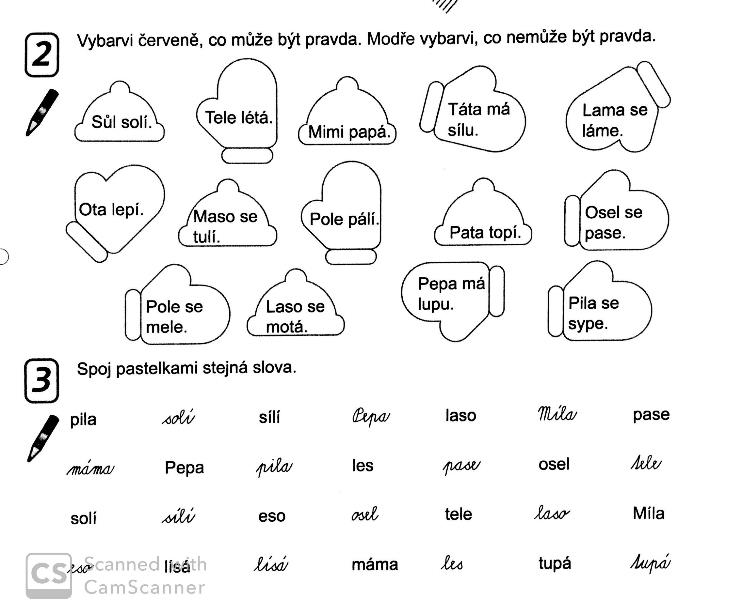 2 Vybarvi červeně, co může být pravda. Modře vybarvi, co nemůže být pravda.
Sůl solí.
Tele létá.
Mimi papá.
Táta má
sílu.
Lama se
láme.
Ota lepí.
Maso se
tulí.
Pole pálí.
Pata topí.
Osel se
pase.
Pole se
mele.
Laso se
motá.
Pepa má
lupu.
Pila se
sype.
3 Spoj pastelkami stejná slova.
pila solí sílí Pepa laso Míla pase
máma Pepa pila les pase osel tele
solí sílí eso osel tele laso Míla
eso lísá lísá máma les tupá tupá
CS Scanned with
CamScanner